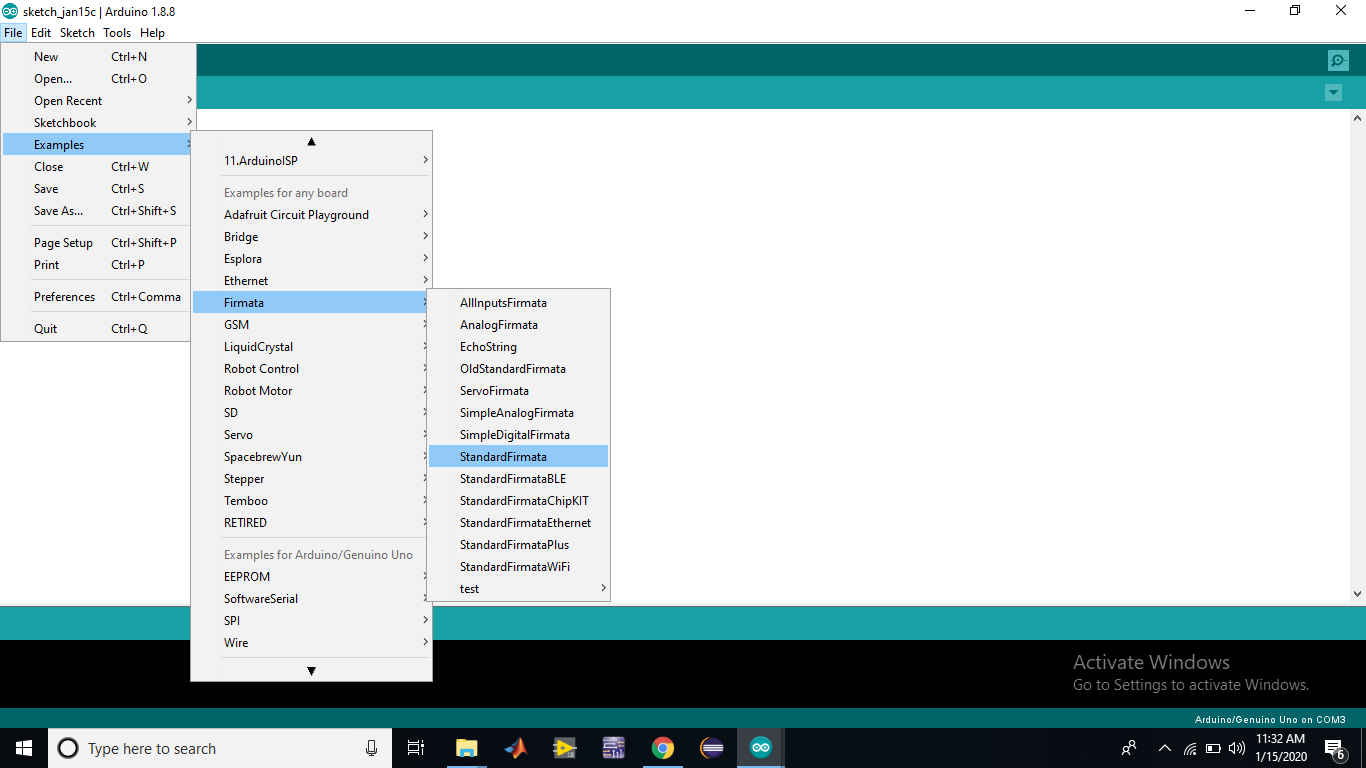 sketch_jan15c | Arduino 1.8.8
File Edit Sketch Tools Help
New Ctrl+N
Open... Ctrl+O
Open Recent
Sketchbook
Examples
Close Ctrl+W
Save Ctrl+S
Save As... Ctrl+Shift+S
Page Setup Ctrl+Shift+P
Print Ctrl+P
Preferences Ctrl+Comma
Quit Ctrl+Q
11.ArduinoISP
Examples for any board
Adafruit Circuit Playground
Bridge
Esplora
Ethernet
Firmata
GSM
LiquidCrystal
Robot Control
Robot Motor
SD
Servo
SpacebrewYun
Stepper
Temboo
RETIRED
Examples for Arduino/Genuino Uno
EEPROM
SoftwareSerial
SPI
Wire
AllInputsFirmata
AnalogFirmata
EchoString
OldStandardFirmata
ServoFirmata
SimpleAnalogFirmata
SimpleDigitalFirmata
StandardFirmata
StandardFirmataBLE
StandardFirmataChipKIT
StandardFirmataEthernet
StandardFirmataPlus
StandardFirmataWiFi
test
Activate Windows
Go to Settings to activate Windows.
Arduino/Genuino Uno on COM3
Type here to search
11:32 AM
1/15/2020
6